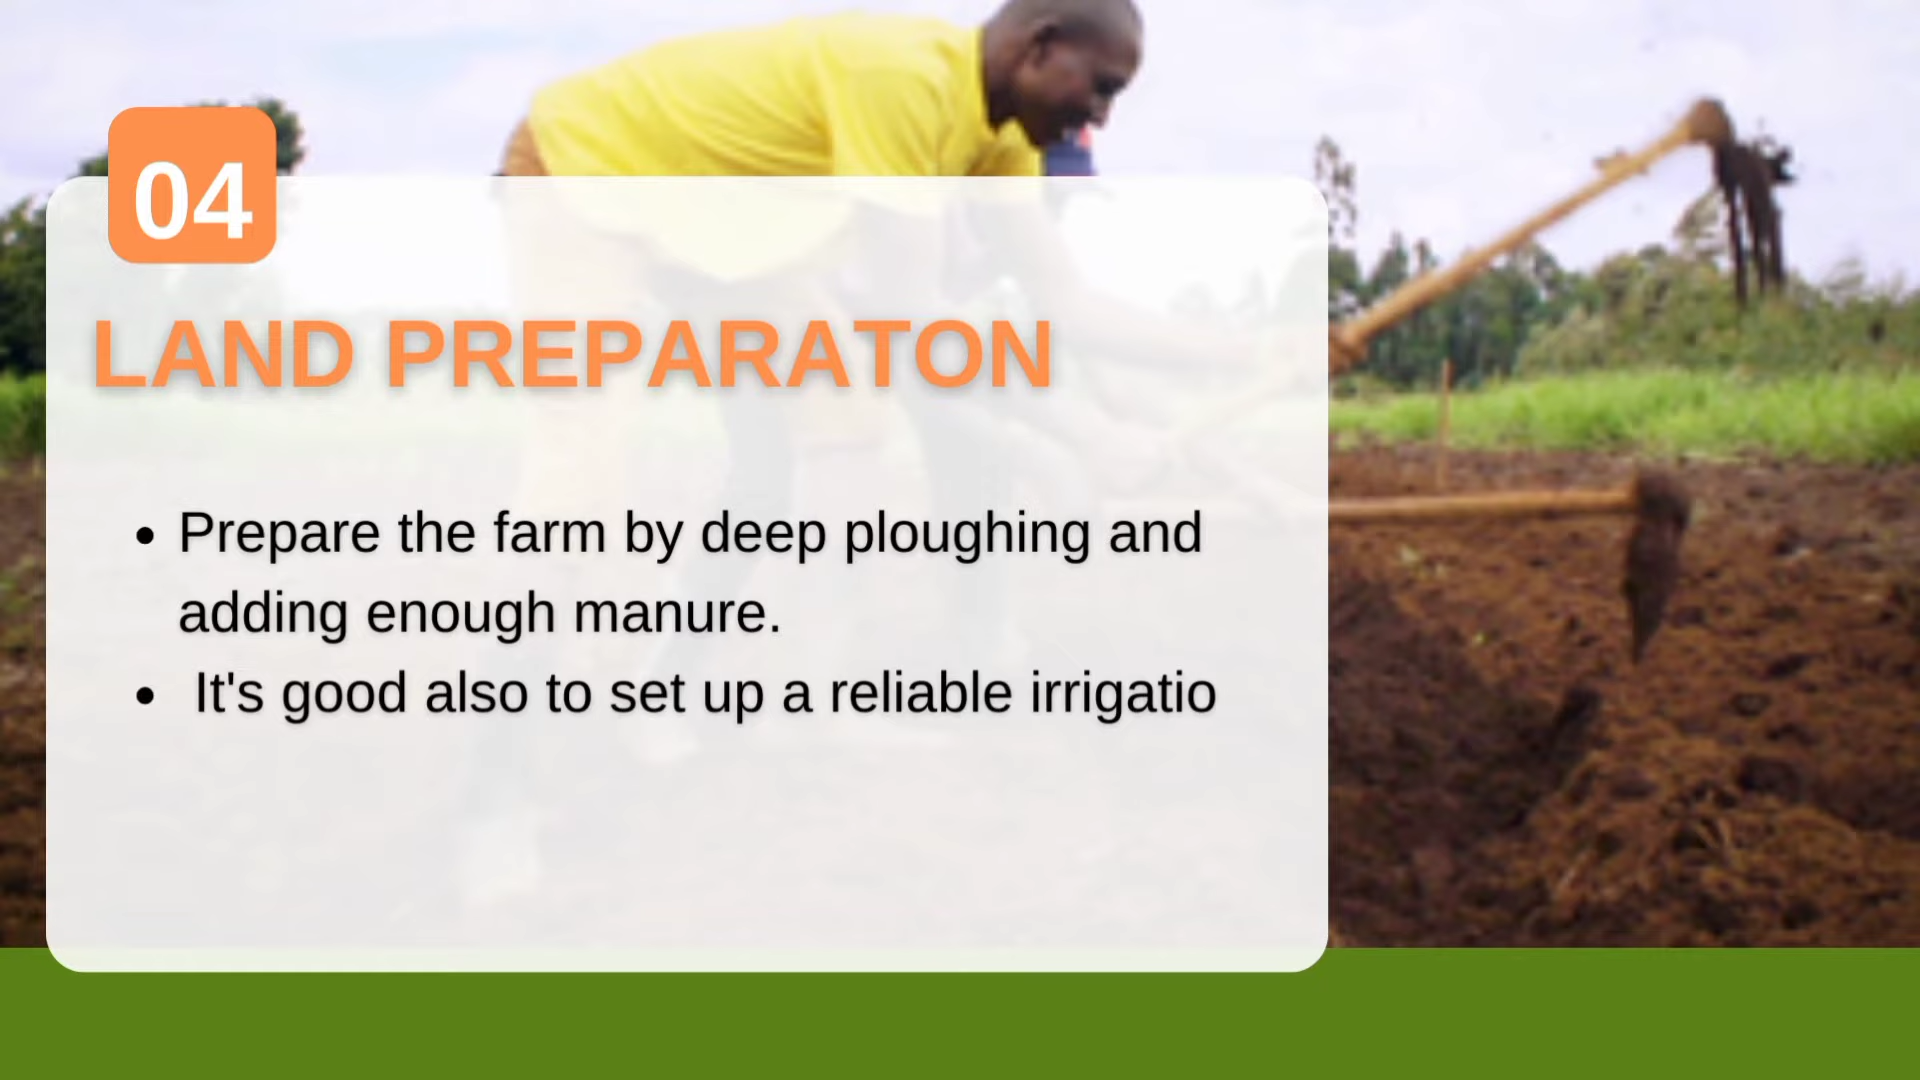 04
LAND PREPARATON
• Prepare the farm by deep ploughing and
adding enough manure.
• It's good also to set up a reliable irrigatio